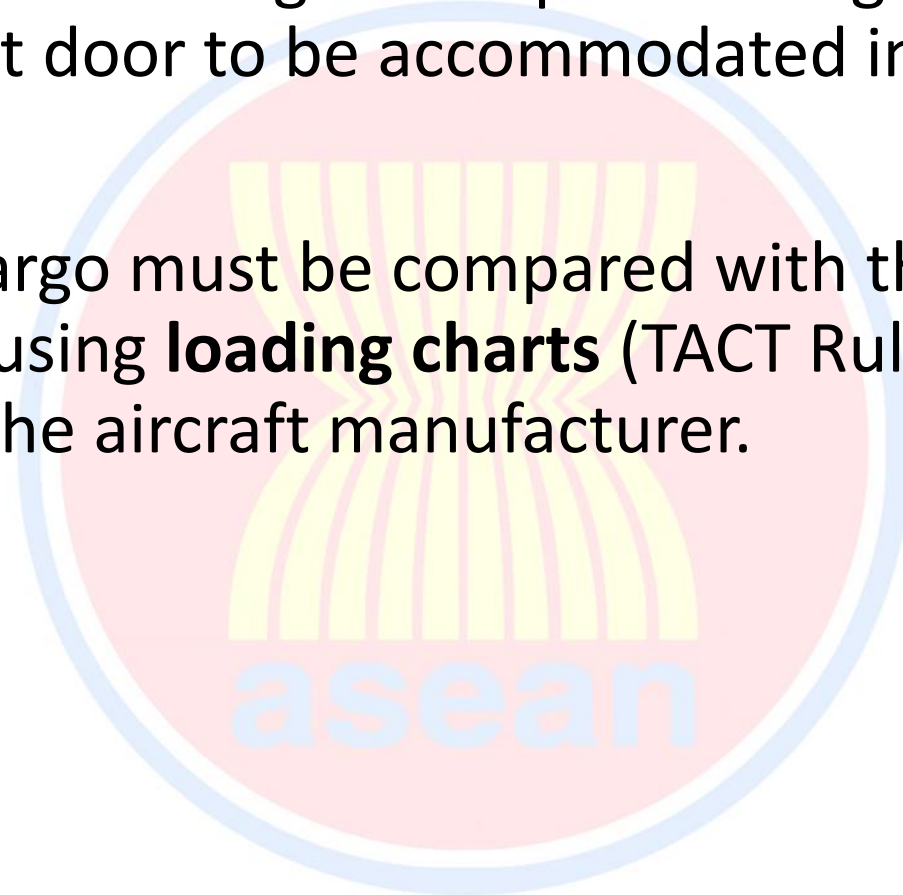 t door to be accommodated in
argo must be compared with th
using loading charts (TACT Rul
he aircraft manufacturer.
asean